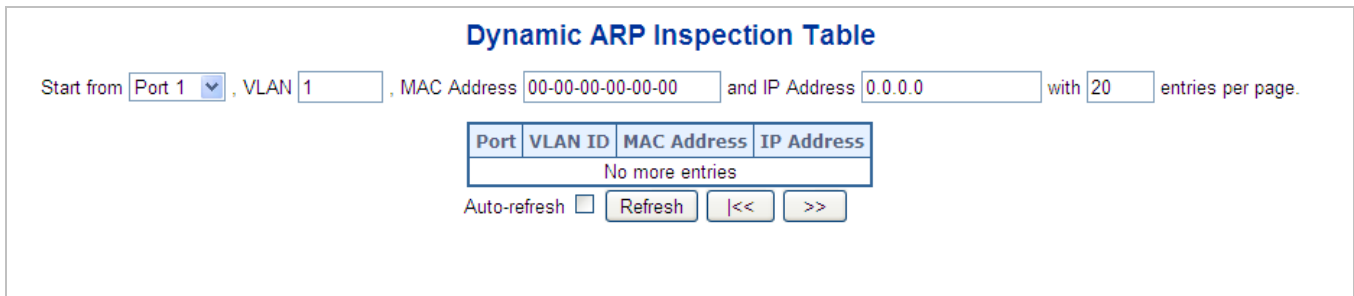 Dynamic ARP Inspection Table
Start from Port 1 , VLAN 1 , MAC Address 00-00-00-00-00-00 and IP Address 0.0.0.0 with 20 entries per page.
Port VLAN ID MAC Address IP Address
No more entries
Auto-refresh Refresh |<< >>